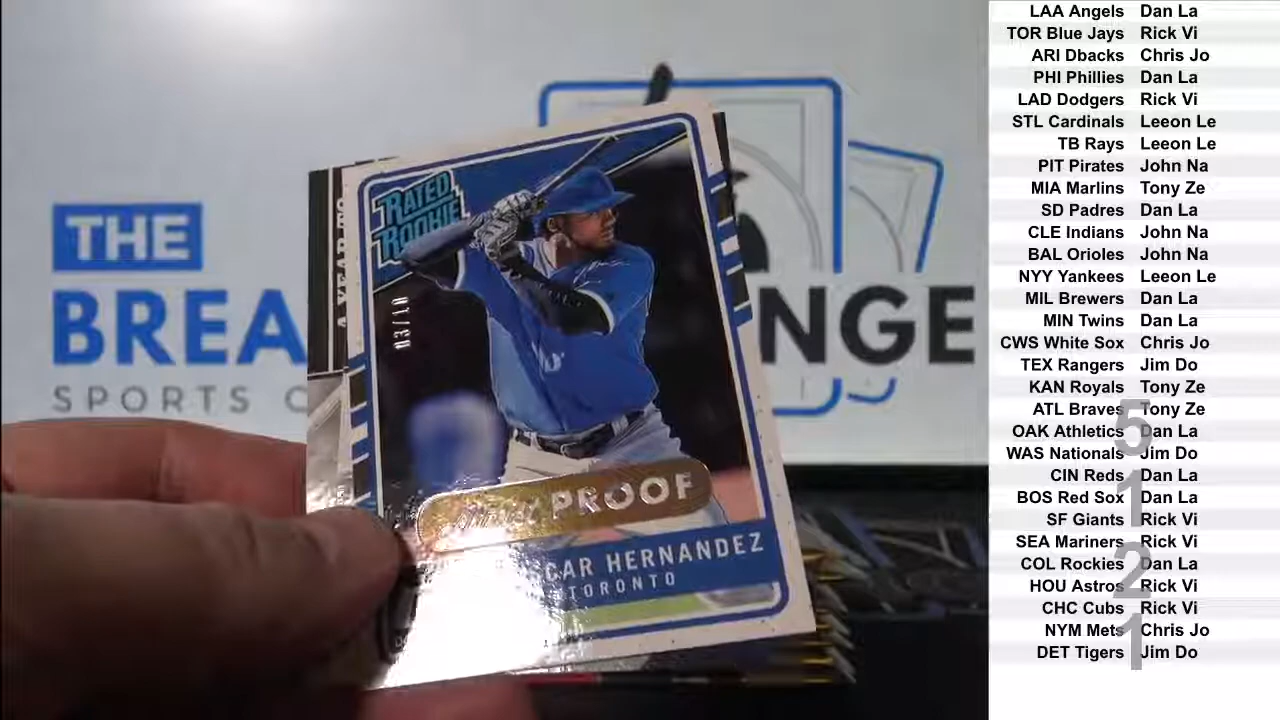 THE
BREA
NGE
SPORTS C
A YEAR TO
RATED
ROOKIE
03/10
PROOF
CAR HERNANDEZ
TORONTO
LAA Angels Dan La
TOR Blue Jays Rick Vi
ARI Dbacks Chris Jo
PHI Phillies Dan La
LAD Dodgers Rick Vi
STL Cardinals Leeon Le
TB Rays Leeon Le
PIT Pirates John Na
MIA Marlins Tony Ze
SD Padres Dan La
CLE Indians John Na
BAL Orioles John Na
NYY Yankees Leeon Le
MIL Brewers Dan La
MIN Twins Dan La
CWS White Sox Chris Jo
TEX Rangers Jim Do
KAN Royals Tony Ze
ATL Braves Tony Ze
OAK Athletics Dan La
WAS Nationals Jim Do
CIN Reds Dan La
BOS Red Sox Dan La
SF Giants Rick Vi
SEA Mariners Rick Vi
COL Rockies Dan La
HOU Astros Rick Vi
CHC Cubs Rick Vi
NYM Mets Chris Jo
DET Tigers Jim Do
5
1
2
1